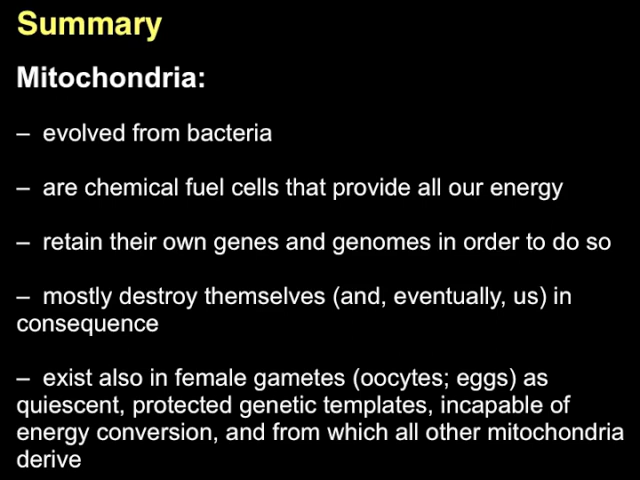 Summary
Mitochondria:
– evolved from bacteria
– are chemical fuel cells that provide all our energy
– retain their own genes and genomes in order to do so
– mostly destroy themselves (and, eventually, us) in
consequence
– exist also in female gametes (oocytes; eggs) as
quiescent, protected genetic templates, incapable of
energy conversion, and from which all other mitochondria
derive